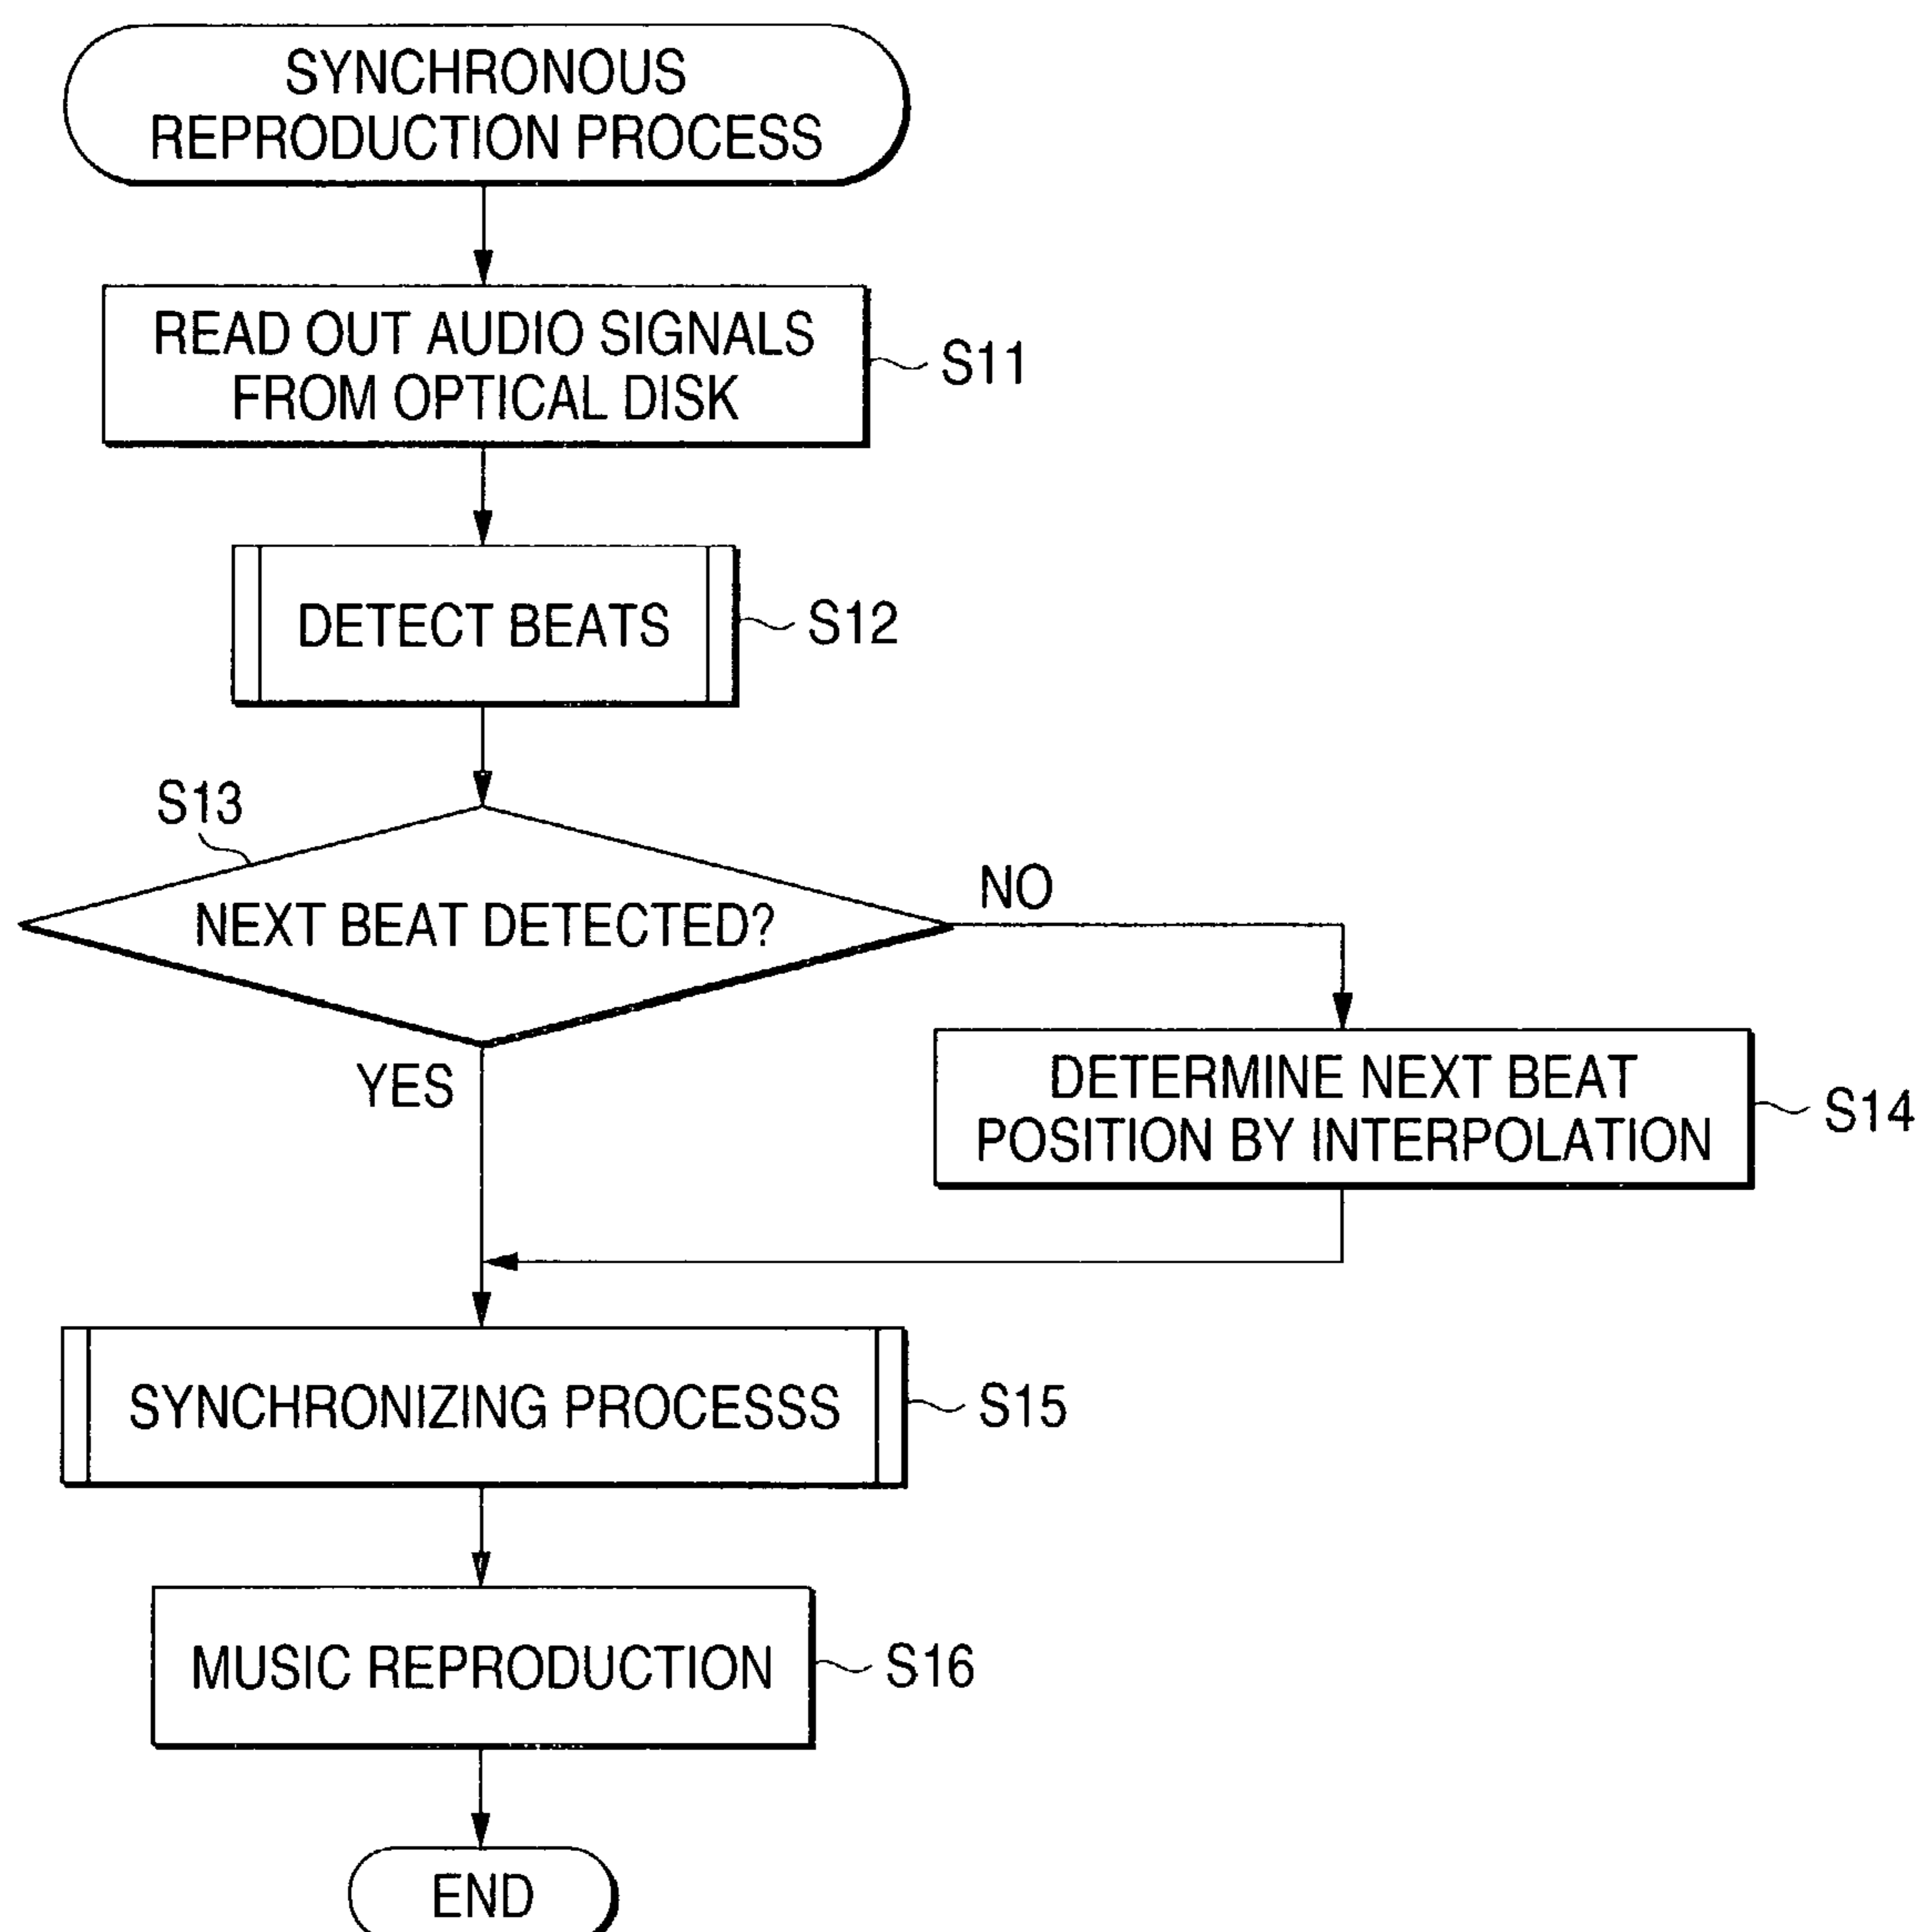 SYNCHRONOUS
REPRODUCTION PROCESS
READ OUT AUDIO SIGNALS
FROM OPTICAL DISK
S11
DETECT BEATS
S12
S13
NEXT BEAT DETECTED?
NO
YES
DETERMINE NEXT BEAT
POSITION BY INTERPOLATION
S14
SYNCHRONIZING PROCESSS
S15
MUSIC REPRODUCTION
S16
END